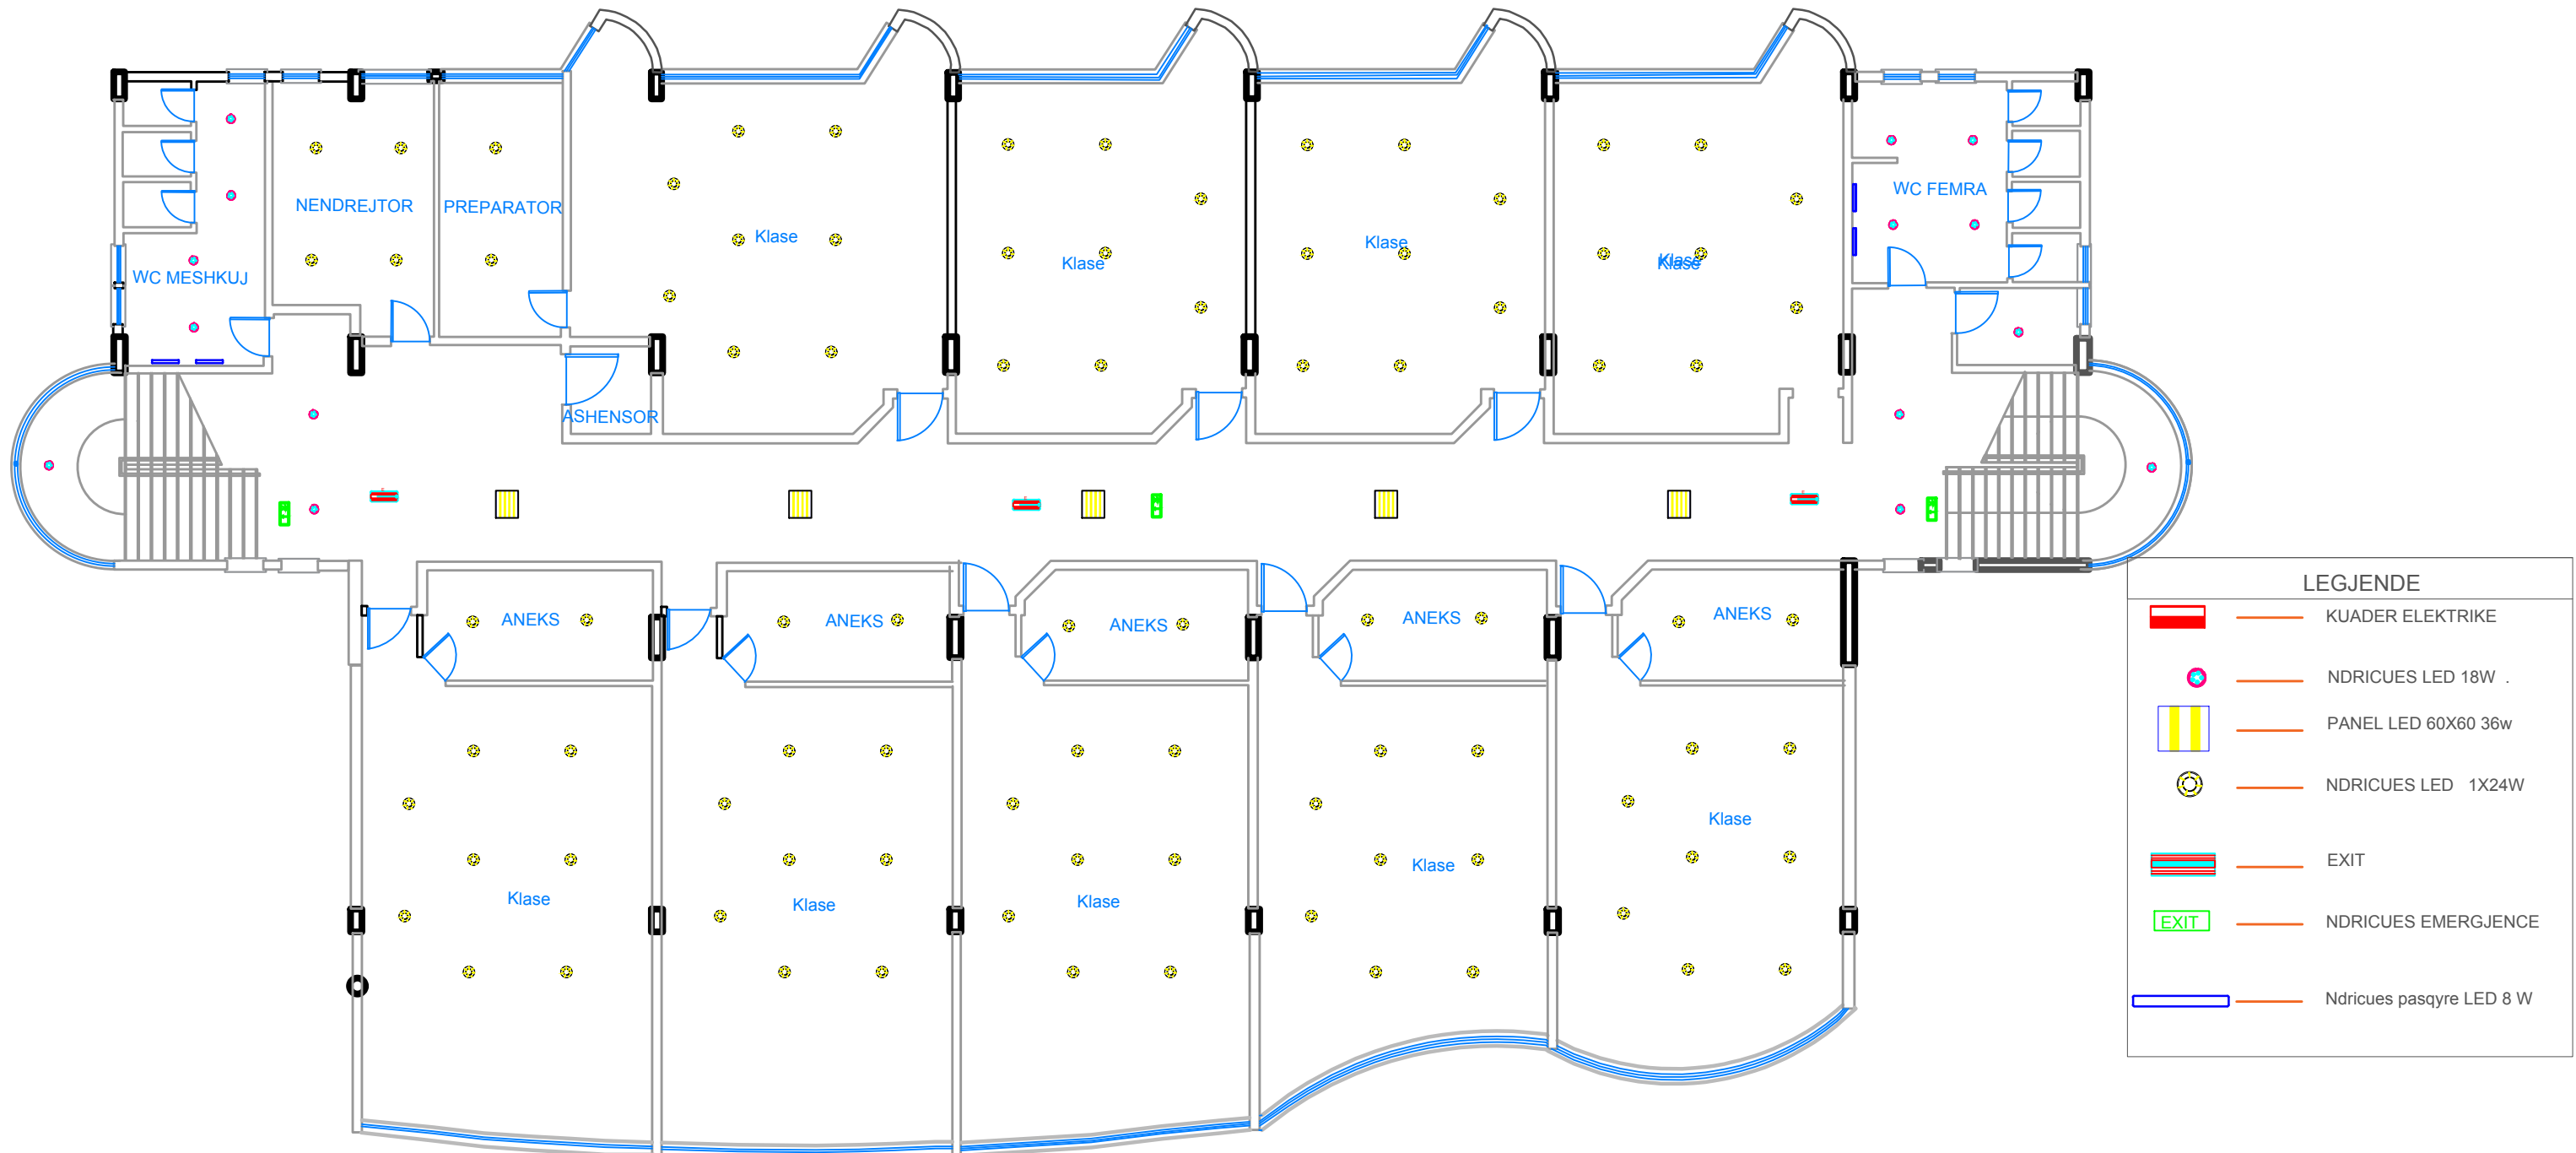 NENDREJTOR
PREPARATOR
WC FEMRA
Klase
Klase
Klase
Klase
Klase
WC MESHKUJ
ASHENSOR
ANEKS
ANEKS
ANEKS
ANEKS
ANEKS
Klase
Klase
Klase
Klase
Klase
LEGJENDE
KUADER ELEKTRIKE
NDRICUES LED 18W .
PANEL LED 60X60 36w
NDRICUES LED 1X24W
EXIT
EXIT NDRICUES EMERGJENCE
Ndricues pasqyre LED 8 W